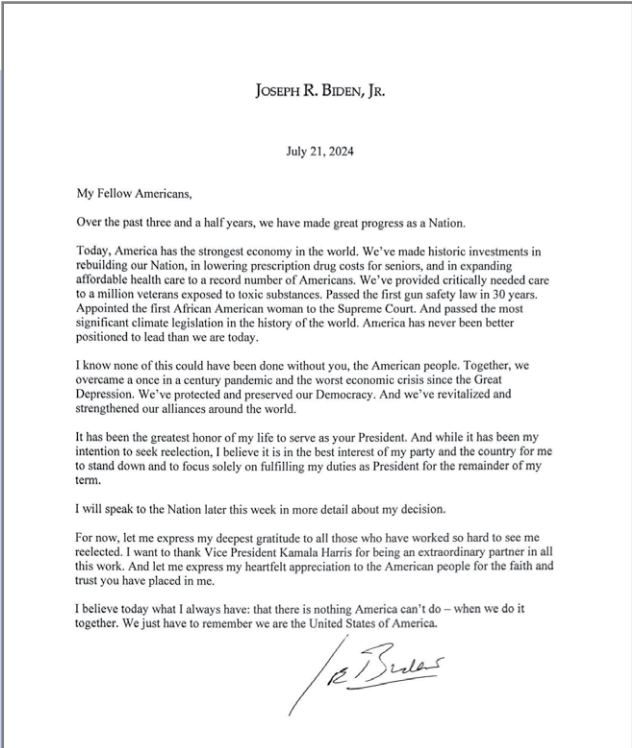 JOSEPH R. BIDEN, JR.
July 21, 2024
My Fellow Americans,
Over the past three and a half years, we have made great progress as a Nation.
Today, America has the strongest economy in the world. We've made historic investments in
rebuilding our Nation, in lowering prescription drug costs for seniors, and in expanding
affordable health care to a record number of Americans. We've provided critically needed care
to a million veterans exposed to toxic substances. Passed the first gun safety law in 30 years.
Appointed the first African American woman to the Supreme Court. And passed the most
significant climate legislation in the history of the world. America has never been better
positioned to lead than we are today.
I know none of this could have been done without you, the American people. Together, we
overcame a once in a century pandemic and the worst economic crisis since the Great
Depression. We've protected and preserved our Democracy. And we've revitalized and
strengthened our alliances around the world.
It has been the greatest honor of my life to serve as your President. And while it has been my
intention to seek reelection, I believe it is in the best interest of my party and the country for me
to stand down and to focus solely on fulfilling my duties as President for the remainder of my
term.
I will speak to the Nation later this week in more detail about my decision.
For now, let me express my deepest gratitude to all those who have worked so hard to see me
reelected. I want to thank Vice President Kamala Harris for being an extraordinary partner in all
this work. And let me express my heartfelt appreciation to the American people for the faith and
trust you have placed in me.
I believe today what I always have: that there is nothing America can't do – when we do it
together. We just have to remember we are the United States of America.
Joe Biden